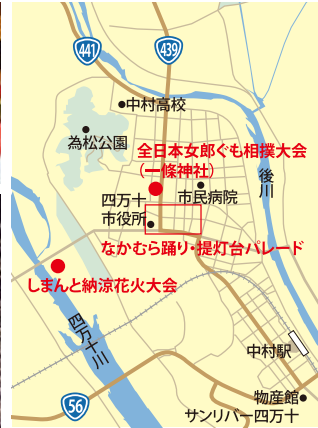 441
439
中村高校
為松公園
全日本女郎ぐも相撲大会
(一條神社)
後川
四万十
市役所
市民病院
なかむら踊り・提灯台パレード
しまんと納涼花火大会
四万十川
中村駅
56
物産館
サンリバー四万十